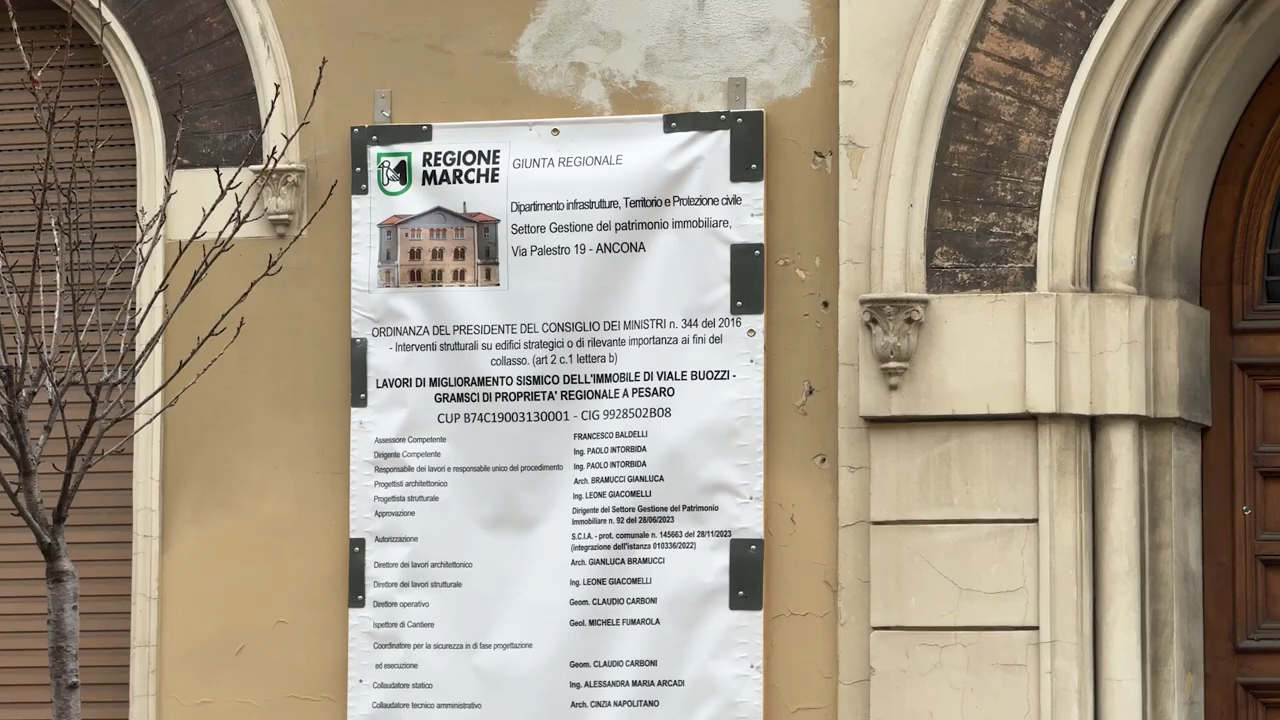 REGIONE
MARCHE
GIUNTA REGIONALE
Dipartimento infrastrutture, Territorio e Protezione civile
Settore Gestione del patrimonio immobiliare,
Via Palestro 19 - ANCONA
ORDINANZA DEL PRESIDENTE DEL CONSIGLIO DEI MINISTRI n. 344 del 2016
- Interventi strutturali su edifici strategici o di rilevante importanza ai fini del
collasso. (art 2 c.1 lettera b)
LAVORI DI MIGLIORAMENTO SISMICO DELL'IMMOBILE DI VIALE BUOZZI -
GRAMSCI DI PROPRIETA' REGIONALE A PESARO
CUP B74C19003130001 - CIG 9928502B08
Assessore Competente FRANCESCO BALDELLI
Dirigente Competente Ing. PAOLO INTORBIDA
Responsabile dei lavori e responsabile unico del procedimento Ing. PAOLO INTORBIDA
Progettisti architettonico Arch. BRAMUCCI GIANLUCA
Progettista strutturale Ing. LEONE GIACOMELLI
Approvazione Dirigente del Settore Gestione del Patrimonio
Immobiliare n. 92 del 28/06/2023
Autorizzazione S.C.I.A. - prot. comunale n. 145663 del 28/11/2023
(integrazione dell'istanza 010336/2022)
Direttore dei lavori architettonico Arch. GIANLUCA BRAMUCCI
Direttore dei lavori strutturale Ing. LEONE GIACOMELLI
Direttore operativo Geom. CLAUDIO CARBONI
Ispettore di Cantiere Geol. MICHELE FUMAROLA
Coordinatore per la sicurezza in di fase progettazione
ed esecuzione Geom. CLAUDIO CARBONI
Collaudatore statico Ing. ALESSANDRA MARIA ARCADI
Collaudatore tecnico amministrativo Arch. CINZIA NAPOLITANO